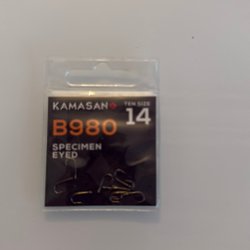 KAMASAN
TEN SIZE
14
B980
SPECIMEN
EYED